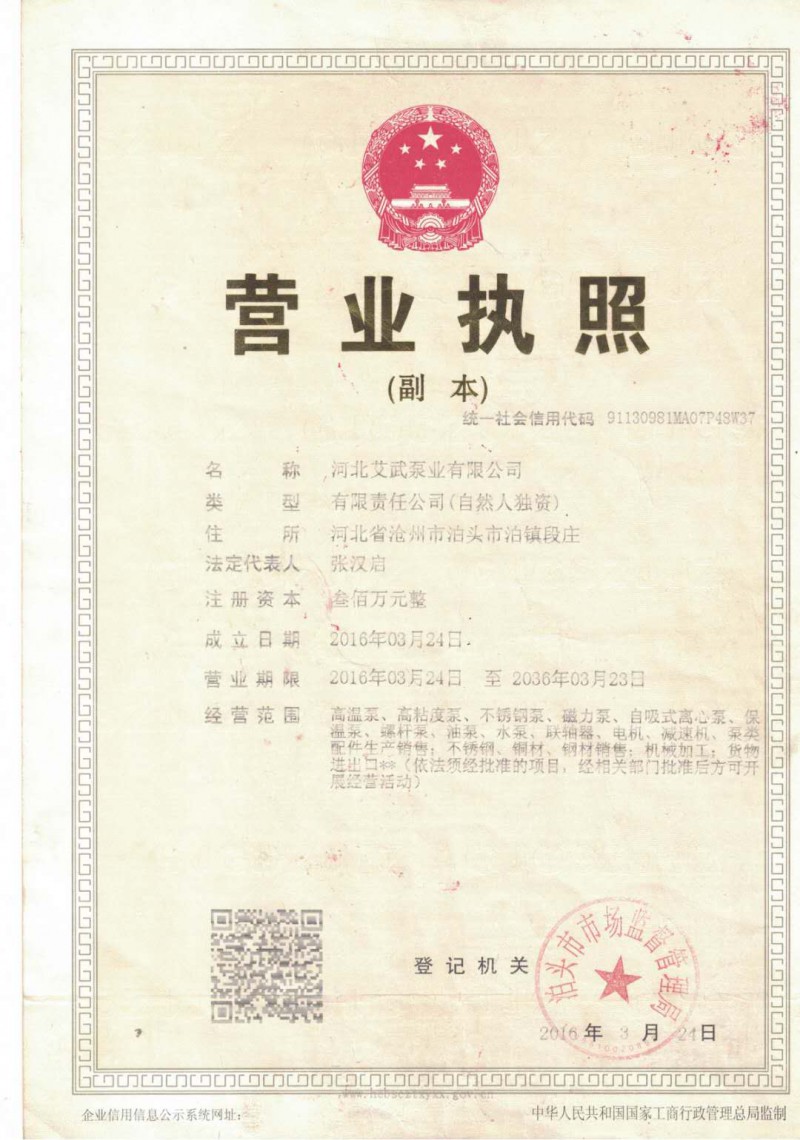 营业执照
(副 本)
统一社会信用代码 91130981MA07P48W37
名 称 河北艾武泵业有限公司
类 型 有限责任公司(自然人独资)
住 所 河北省沧州市泊头市泊镇段庄
法定代表人 张汉启
注册资本 叁佰万元整
成立日期 2016年03月24日
营业期限 2016年03月24日 至 2036年03月23日
经营范围 高温泵、高粘度泵、不锈钢泵、磁力泵、自吸式离心泵、保
温泵、螺杆泵、油泵、水泵、联轴器、电机、减速机、泵类
配件生产销售；不锈钢、铜材、钢材销售；机械加工；货物
进出口**（依法须经批准的项目，经相关部门批准后方可开
展经营活动）
泊头市市场监督管理局
登记机关
2016 年 3 月 24日
企业信用信息公示系统网址：
中华人民共和国国家工商行政管理总局监制